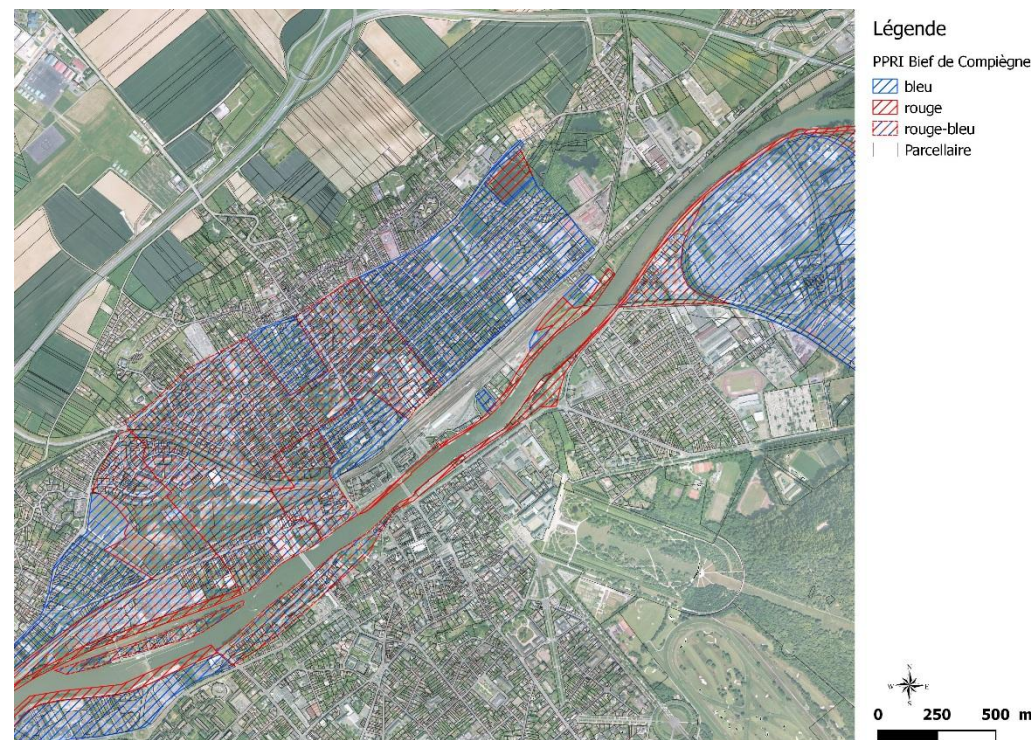 Légende
PPRI Bief de Compiègne
bleu
rouge
rouge-bleu
Parcellaire
N
W E
S
0 250 500 m